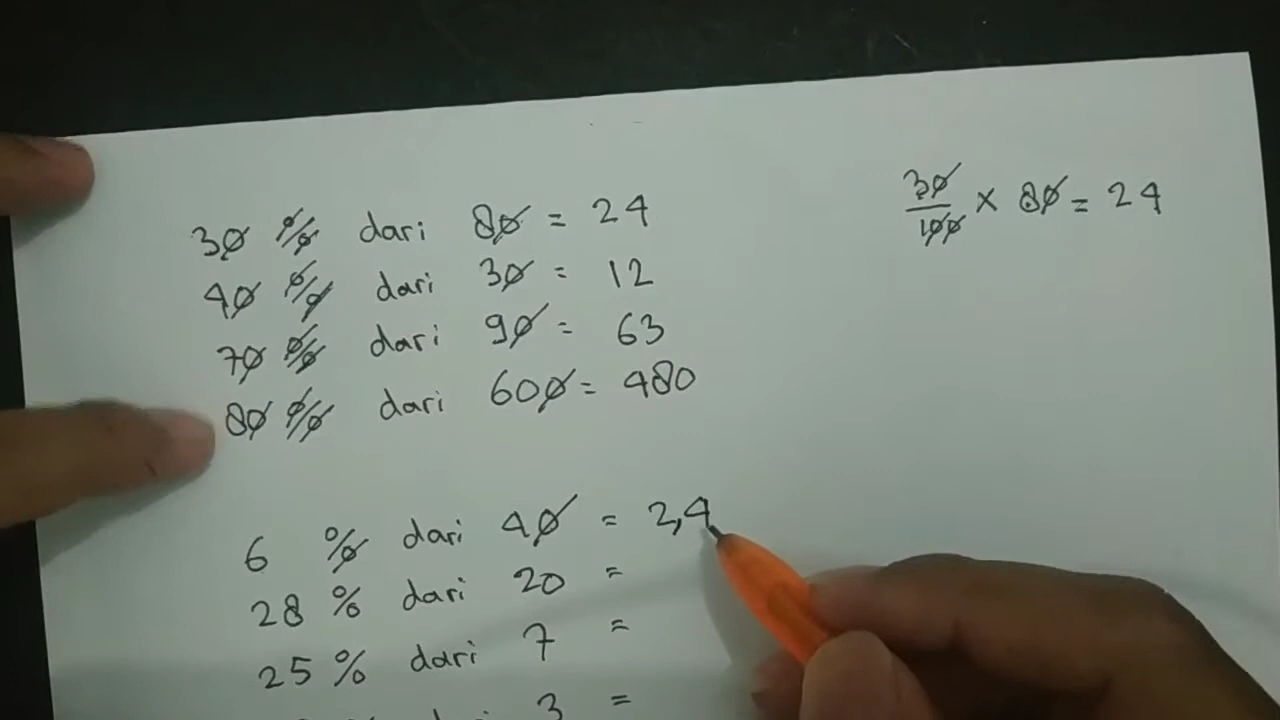 30 % dari 80 = 24
40 % dari 30 = 12
70 % dari 90 = 63
80 % dari 600 = 480
6 % dari 40 = 2,4
28 % dari 20 =
25 % dari 7 =
3 =
30/100 x 80 = 24